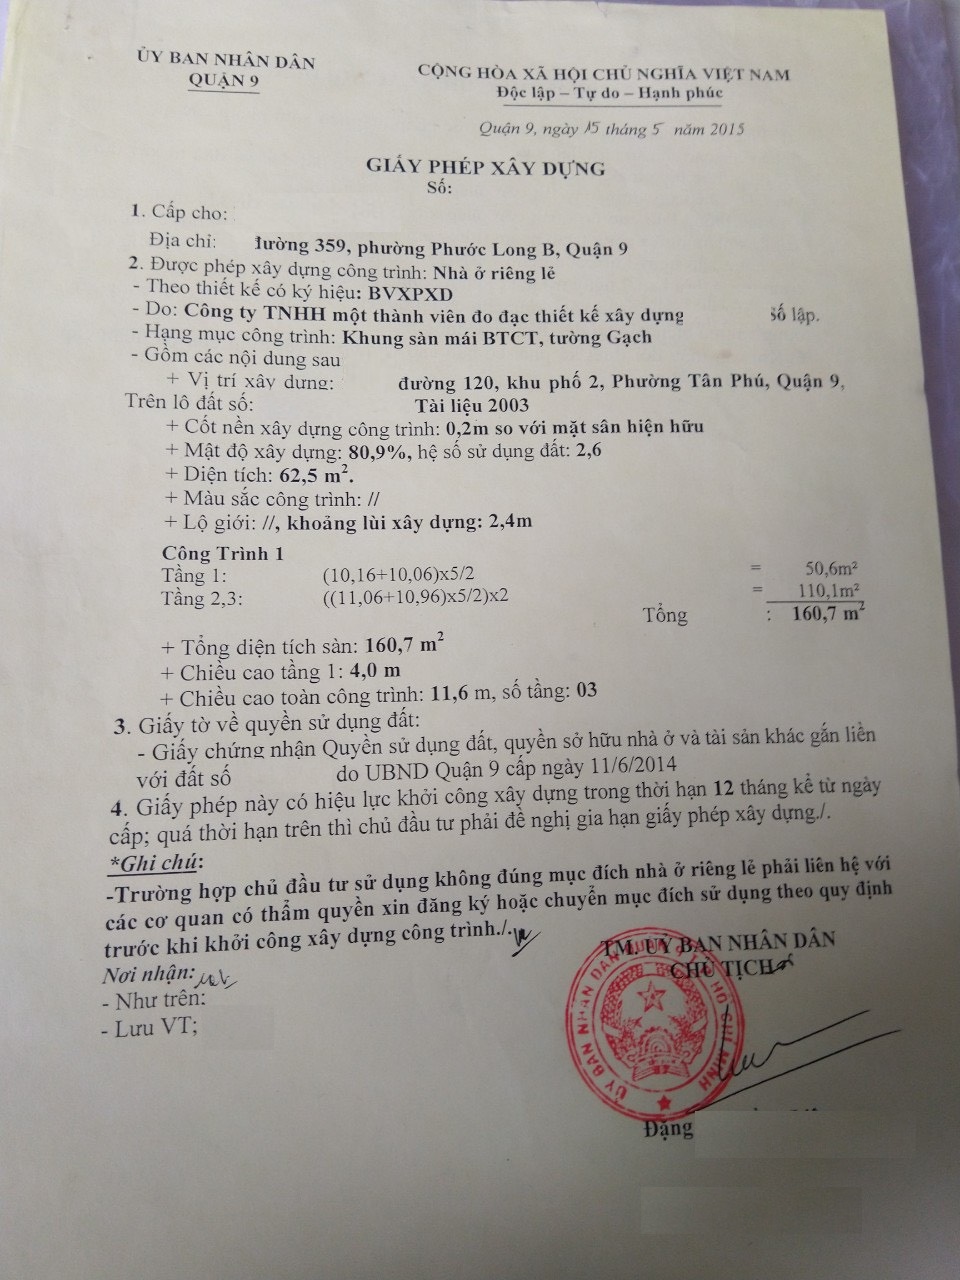 ỦY BAN NHÂN DÂN
QUẬN 9
CỘNG HÒA XÃ HỘI CHỦ NGHĨA VIỆT NAM
Độc lập – Tự do – Hạnh phúc
Quận 9, ngày 15 tháng 5 năm 2015
GIẤY PHÉP XÂY DỰNG
Số:
1. Cấp cho:
Địa chỉ: đường 359, phường Phước Long B, Quận 9
2. Được phép xây dựng công trình: Nhà ở riêng lẻ
- Theo thiết kế có ký hiệu: BVXPXD
- Do: Công ty TNHH một thành viên đo đạc thiết kế xây dựng số lập.
- Hạng mục công trình: Khung sàn mái BTCT, tường Gạch
- Gồm các nội dung sau
+ Vị trí xây dưng: đường 120, khu phố 2, Phường Tân Phú, Quận 9,
Trên lô đất số: Tài liệu 2003
+ Cốt nền xây dựng công trình: 0,2m so với mặt sân hiện hữu
+ Mật độ xây dựng: 80,9%, hệ số sử dụng đất: 2,6
+ Diện tích: 62,5 m².
+ Màu sắc công trình: //
+ Lộ giới: //, khoảng lùi xây dựng: 2,4m
Công Trình 1
Tầng 1: (10,16+10,06)x5/2 = 50,6m²
Tầng 2,3: ((11,06+10,96)x5/2)x2 = 110,1m²
Tổng : 160,7 m²
+ Tổng diện tích sàn: 160,7 m²
+ Chiều cao tầng 1: 4,0 m
+ Chiều cao toàn công trình: 11,6 m, số tầng: 03
3. Giấy tờ về quyền sử dụng đất:
- Giấy chứng nhận Quyền sử dụng đất, quyền sở hữu nhà ở và tài sản khác gắn liền
với đất số do UBND Quận 9 cấp ngày 11/6/2014
4. Giấy phép này có hiệu lực khởi công xây dựng trong thời hạn 12 tháng kể từ ngày
cấp; quá thời hạn trên thì chủ đầu tư phải đề nghị gia hạn giấy phép xây dựng./.
*Ghi chú:
-Trường hợp chủ đầu tư sử dụng không đúng mục đích nhà ở riêng lẻ phải liên hệ với
các cơ quan có thẩm quyền xin đăng ký hoặc chuyển mục đích sử dụng theo quy định
trước khi khởi công xây dựng công trình./.
Nơi nhận:
- Như trên:
- Lưu VT;
TM. UỶ BAN NHÂN DÂN
CHỦ TỊCH
Đặng